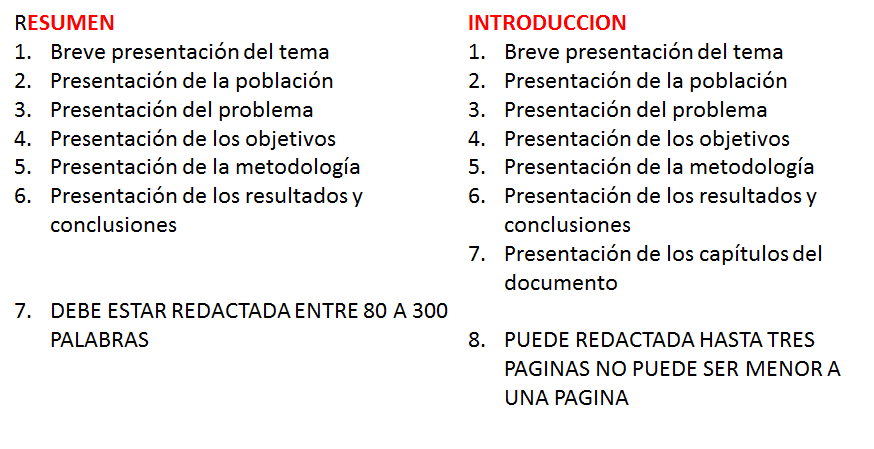 RESUMEN
1. Breve presentación del tema
2. Presentación de la población
3. Presentación del problema
4. Presentación de los objetivos
5. Presentación de la metodología
6. Presentación de los resultados y
conclusiones
7. DEBE ESTAR REDACTADA ENTRE 80 A 300
PALABRAS
INTRODUCCION
1. Breve presentación del tema
2. Presentación de la población
3. Presentación del problema
4. Presentación de los objetivos
5. Presentación de la metodología
6. Presentación de los resultados y
conclusiones
7. Presentación de los capítulos del
documento
8. PUEDE REDACTADA HASTA TRES
PAGINAS NO PUEDE SER MENOR A
UNA PAGINA